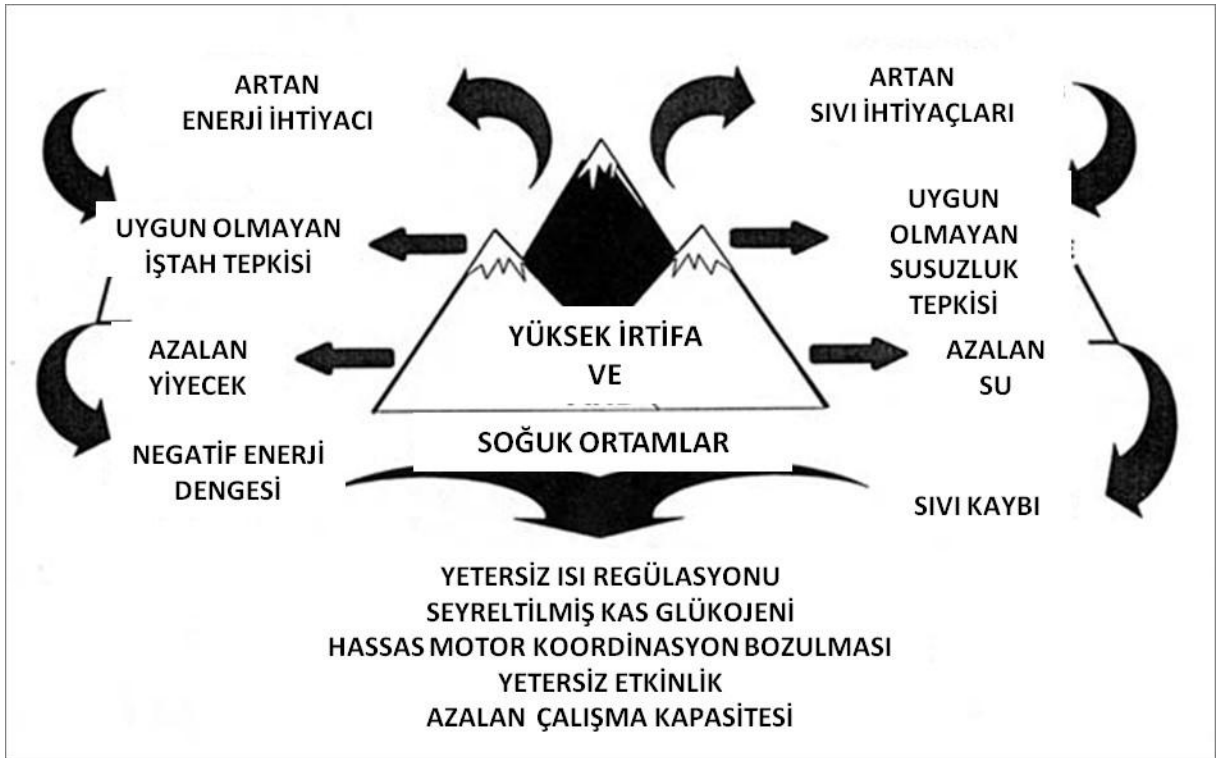 ARTAN
ENERJİ İHTİYACI
UYGUN OLMAYAN
İŞTAH TEPKİSİ
AZALAN
YİYECEK
NEGATİF ENERJİ
DENGESİ
YÜKSEK İRTİFA
VE
SOĞUK ORTAMLAR
ARTAN
SIVI İHTİYAÇLARI
UYGUN
OLMAYAN
SUSUZLUK
TEPKİSİ
AZALAN
SU
SIVI KAYBI
YETERSİZ ISI REGÜLASYONU
SEYRELTİLMİŞ KAS GLÜKOJENİ
HASSAS MOTOR KOORDİNASYON BOZULMASI
YETERSİZ ETKİNLİK
AZALAN ÇALIŞMA KAPASİTESİ